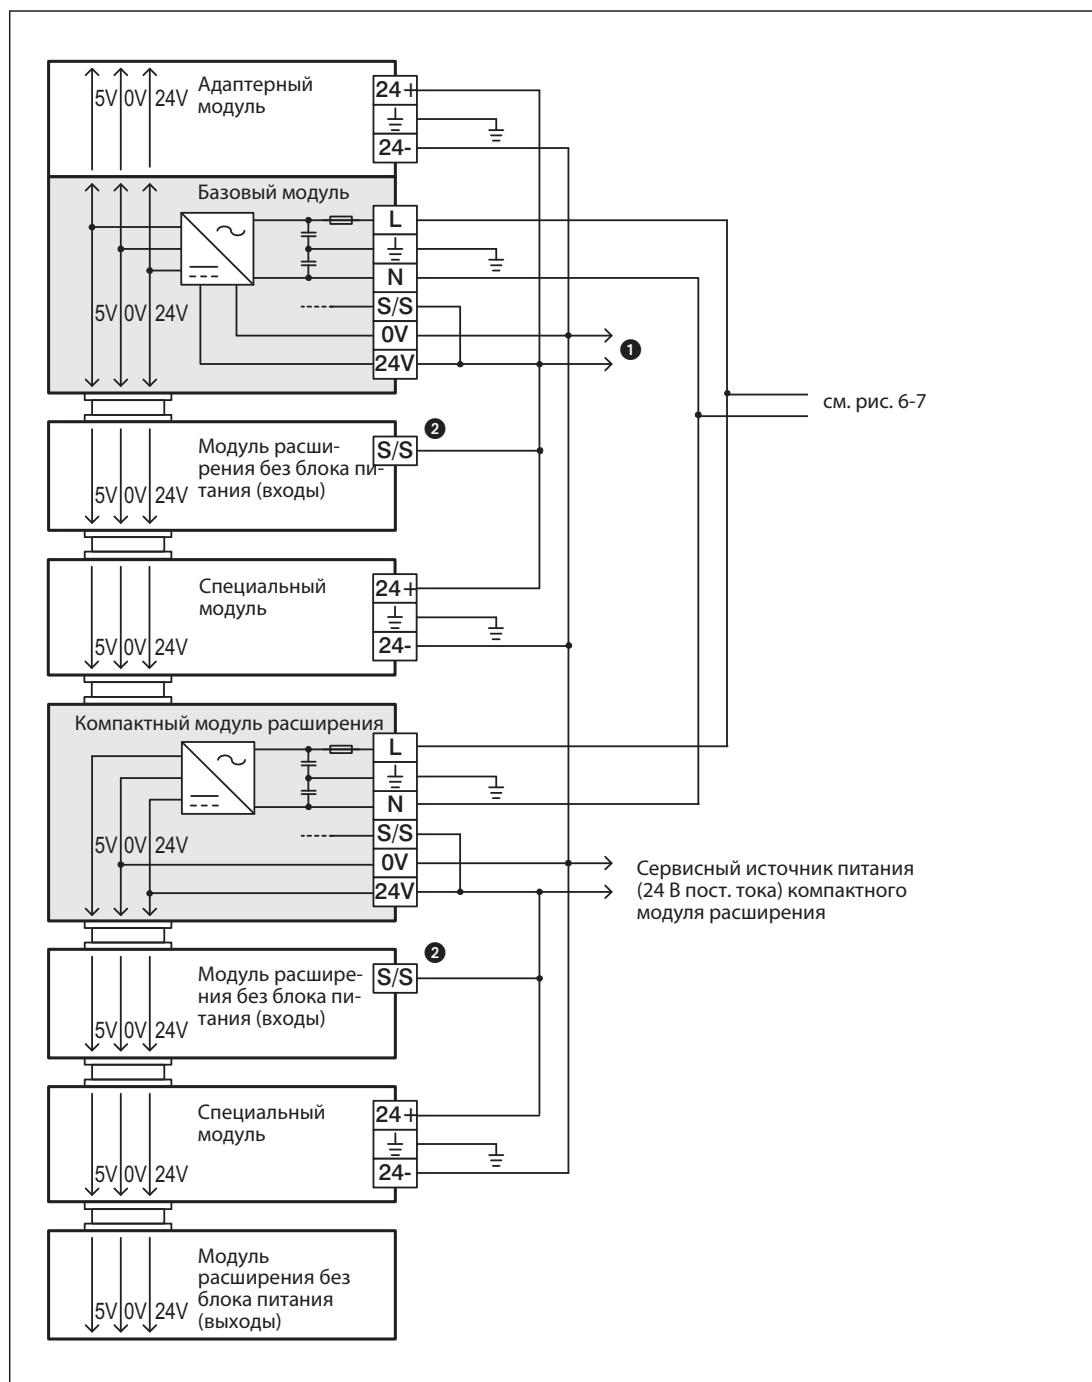 Адаптерный
модуль
5V 0V 24V
24+
24-
Базовый модуль
L
N
S/S
0V
24V
5V 0V 24V
❶
см. рис. 6-7
Модуль расши-
рения без блока пи-
тания (входы)
5V 0V 24V
S/S
❷
Специальный
модуль
5V 0V 24V
24+
24-
Компактный модуль расширения
L
N
S/S
0V
24V
5V 0V 24V
Сервисный источник питания
(24 В пост. тока) компактного
модуля расширения
Модуль расшире-
ния без блока пи-
тания (входы)
5V 0V 24V
S/S
❷
Специальный
модуль
5V 0V 24V
24+
24-
Модуль
расширения без
блока питания
(выходы)
5V 0V 24V